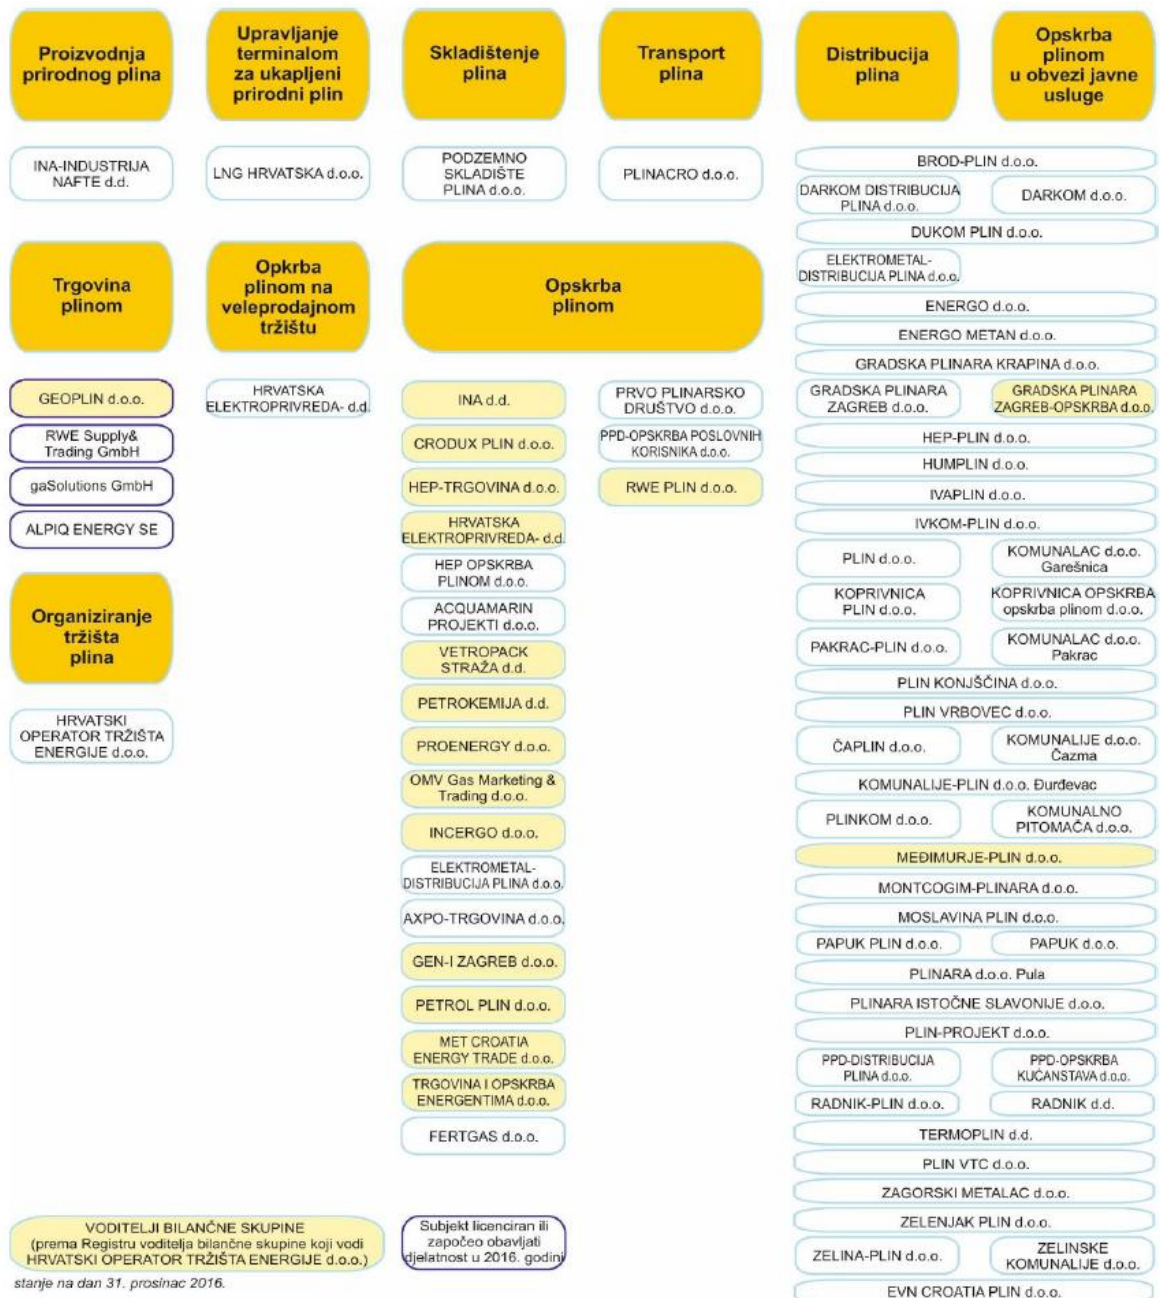 Proizvodnja
prirodnog plina
Upravljanje
terminalom
za ukapljeni
prirodni plin
Skladištenje
plina
Transport
plina
Distribucija
plina
Opskrba
plinom
u obvezi javne
usluge
INA-INDUSTRIJA
NAFTE d.d.
LNG HRVATSKA d.o.o.
PODZEMNO
SKLADIŠTE
PLINA d.o.o.
PLINACRO d.o.o.
Trgovina
plinom
Opkrba
plinom na
veleprodajnom
tržištu
Opskrba
plinom
GEOPLIN d.o.o.
RWE Supply&
Trading GmbH
gaSolutions GmbH
ALPIQ ENERGY SE
Organiziranje
tržišta
plina
HRVATSKI
OPERATOR TRŽIŠTA
ENERGIJE d.o.o.
HRVATSKA
ELEKTROPRIVREDA- d.d.
INA d.d.
CRODUX PLIN d.o.o.
HEP-TRGOVINA d.o.o.
HRVATSKA
ELEKTROPRIVREDA- d.d.
HEP OPSKRBA
PLINOM d.o.o.
ACQUAMARIN
PROJEKTI d.o.o.
VETROPACK
STRAŽA d.d.
PETROKEMIJA d.d.
PROENERGY d.o.o.
OMV Gas Marketing &
Trading d.o.o.
INCERGO d.o.o.
ELEKTROMETAL-
DISTRIBUCIJA PLINA d.o.o.
AXPO-TRGOVINA d.o.o.
GEN-I ZAGREB d.o.o.
PETROL PLIN d.o.o.
MET CROATIA
ENERGY TRADE d.o.o.
TRGOVINA I OPSKRBA
ENERGENTIMA d.o.o.
FERTGAS d.o.o.
PRVO PLINARSKO
DRUŠTVO d.o.o.
PPD-OPSKRBA POSLOVNIH
KORISNIKA d.o.o.
RWE PLIN d.o.o.
BROD-PLIN d.o.o.
DARKOM DISTRIBUCIJA
PLINA d.o.o.
DARKOM d.o.o.
DUKOM PLIN d.o.o.
ELEKTROMETAL-
DISTRIBUCIJA PLINA d.o.o.
ENERGO d.o.o.
ENERGO METAN d.o.o.
GRADSKA PLINARA KRAPINA d.o.o.
GRADSKA PLINARA
ZAGREB d.o.o.
GRADSKA PLINARA
ZAGREB-OPSKRBA d.o.o.
HEP-PLIN d.o.o.
HUMPLIN d.o.o.
IVAPLIN d.o.o.
IVKOM-PLIN d.o.o.
PLIN d.o.o.
KOMUNALAC d.o.o.
Garešnica
KOPRIVNICA
PLIN d.o.o.
KOPRIVNICA OPSKRBA
opskrba plinom d.o.o.
PAKRAC-PLIN d.o.o.
KOMUNALAC d.o.o.
Pakrac
PLIN KONJŠČINA d.o.o.
PLIN VRBOVEC d.o.o.
ČAPLIN d.o.o.
KOMUNALIJE d.o.o.
Čazma
KOMUNALIJE-PLIN d.o.o. Đurđevac
PLINKOM d.o.o.
KOMUNALNO
PITOMAČA d.o.o.
MEĐIMURJE-PLIN d.o.o.
MONTCOGIM-PLINARA d.o.o.
MOSLAVINA PLIN d.o.o.
PAPUK PLIN d.o.o.
PAPUK d.o.o.
PLINARA d.o.o. Pula
PLINARA ISTOČNE SLAVONIJE d.o.o.
PLIN-PROJEKT d.o.o.
PPD-DISTRIBUCIJA
PLINA d.o.o.
PPD-OPSKRBA
KUĆANSTAVA d.o.o.
RADNIK-PLIN d.o.o.
RADNIK d.d.
TERMOPLIN d.d.
PLIN VTC d.o.o.
ZAGORSKI METALAC d.o.o.
ZELENJAK PLIN d.o.o.
ZELINA-PLIN d.o.o.
ZELINSKE
KOMUNALIJE d.o.o.
EVN CROATIA PLIN d.o.o.
VODITELJI BILANČNE SKUPINE
(prema Registru voditelja bilančne skupine koji vodi
HRVATSKI OPERATOR TRŽIŠTA ENERGIJE d.o.o.)
Subjekt licenciran ili
započeo obavljati
djelatnost u 2016. godini
stanje na dan 31. prosinac 2016.